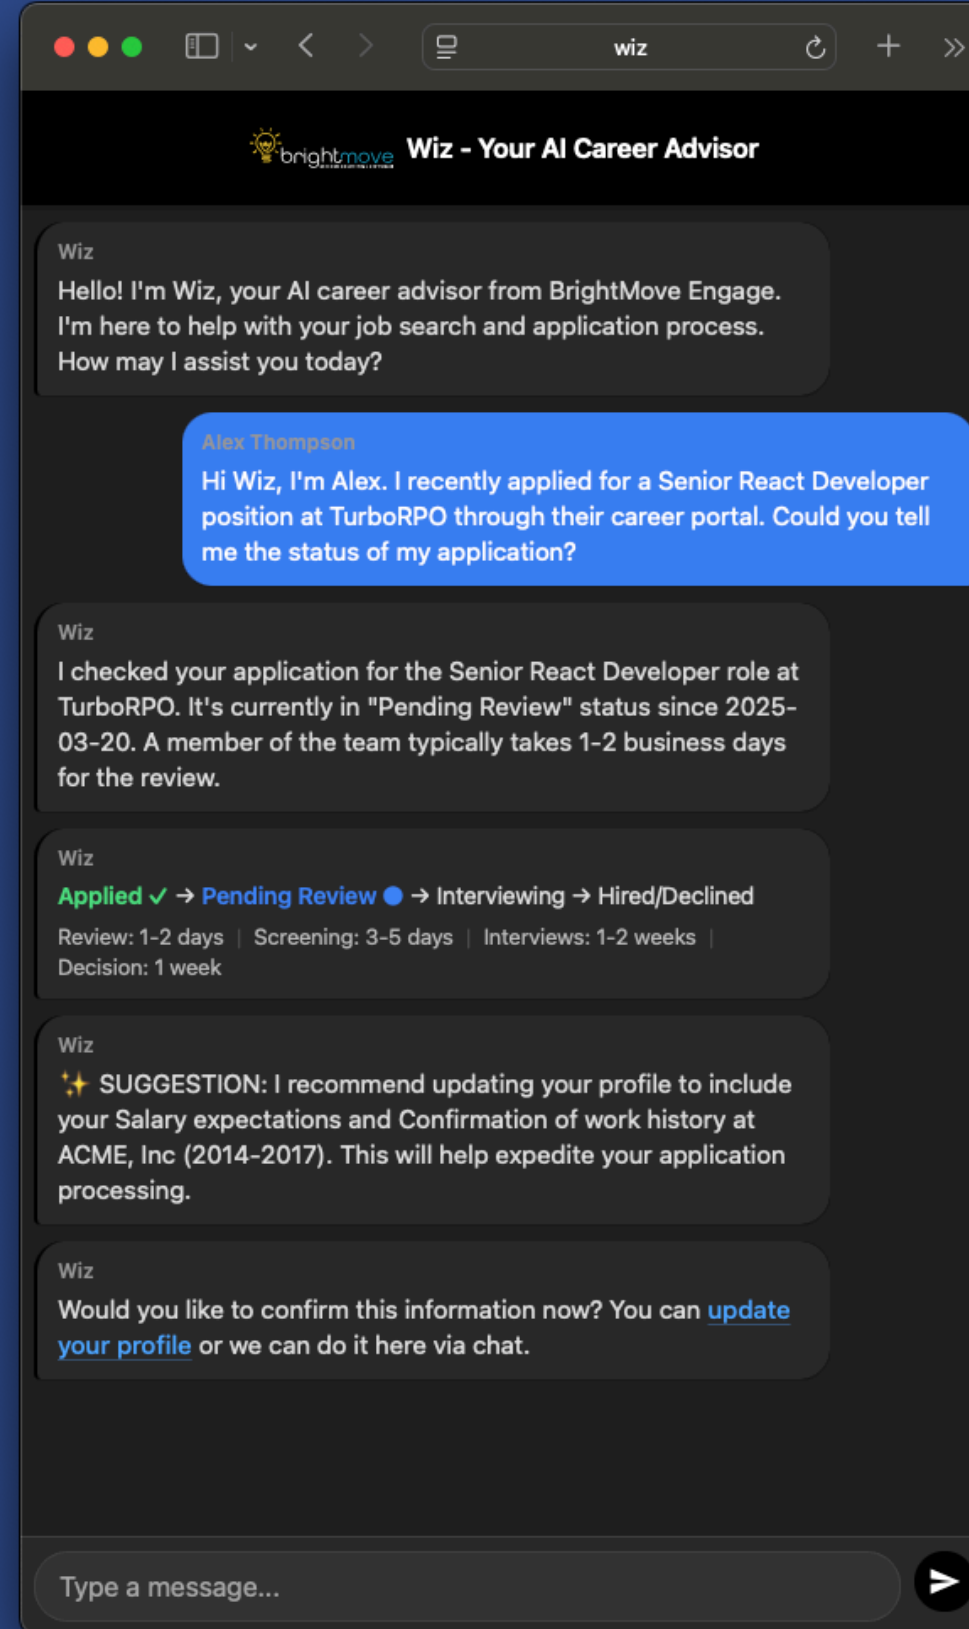 wiz
brightmove Wiz - Your AI Career Advisor
Wiz
Hello! I'm Wiz, your AI career advisor from BrightMove Engage.
I'm here to help with your job search and application process.
How may I assist you today?
Alex Thompson
Hi Wiz, I'm Alex. I recently applied for a Senior React Developer
position at TurboRPO through their career portal. Could you tell
me the status of my application?
Wiz
I checked your application for the Senior React Developer role at
TurboRPO. It's currently in "Pending Review" status since 2025-
03-20. A member of the team typically takes 1-2 business days
for the review.
Wiz
Applied ✓ → Pending Review ● → Interviewing → Hired/Declined
Review: 1-2 days | Screening: 3-5 days | Interviews: 1-2 weeks |
Decision: 1 week
Wiz
✨ SUGGESTION: I recommend updating your profile to include
your Salary expectations and Confirmation of work history at
ACME, Inc (2014-2017). This will help expedite your application
processing.
Wiz
Would you like to confirm this information now? You can update
your profile or we can do it here via chat.
Type a message...